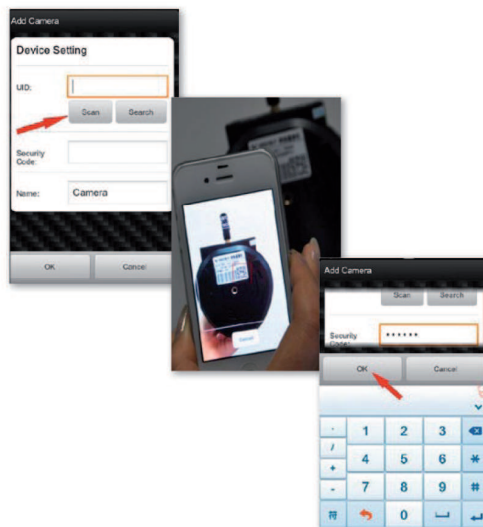 Add Camera
Device Setting
UID:
Scan Search
Security
Code:
Name: Camera
OK Cancel
Add Camera
Scan Search
Security ••••••
Code:
OK Cancel
. 1 2 3
/ 4 5 6 *
+
- 7 8 9 #
0